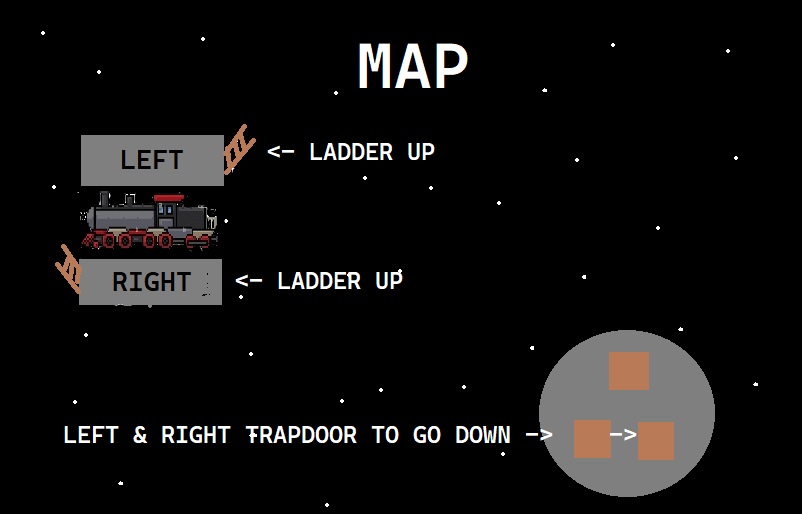 MAP
LEFT
<- LADDER UP
RIGHT
<- LADDER UP
LEFT & RIGHT TRAPDOOR TO GO DOWN -> ->